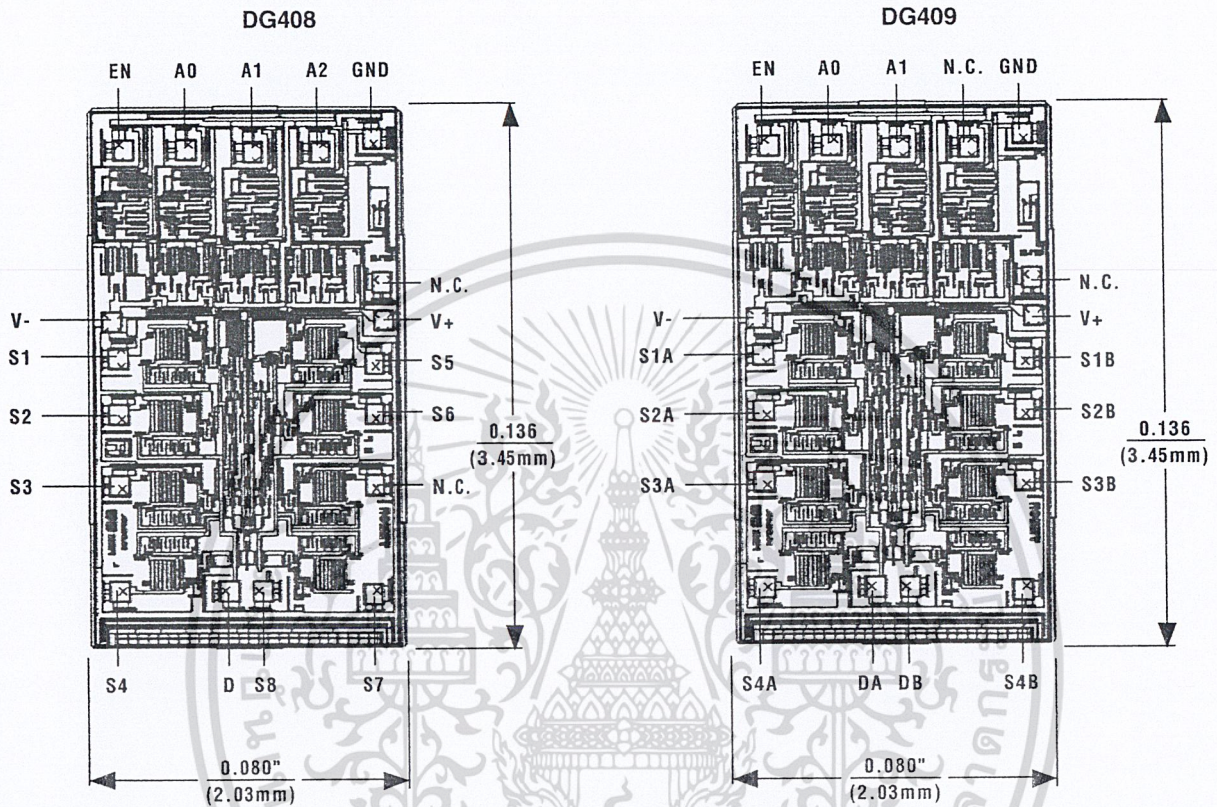 DG408
EN A0 A1 A2 GND
N.C.
V-
V+
S1
S5
S2
S6
0.136
(3.45mm)
S3
N.C.
S4 D S8 S7
0.080"
(2.03mm)
DG409
EN A0 A1 N.C. GND
N.C.
V-
V+
S1A
S1B
S2A
S2B
0.136
(3.45mm)
S3A
S3B
S4A DA DB S4B
0.080"
(2.03mm)